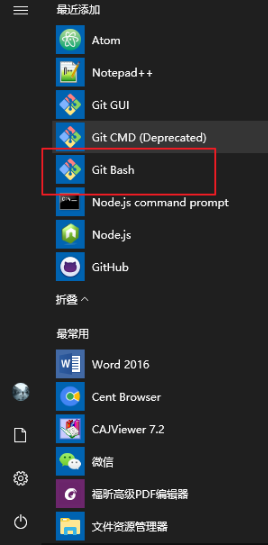 最近添加
Atom
Notepad++
Git GUI
Git CMD (Deprecated)
Git Bash
Node.js command prompt
Node.js
GitHub
折叠
最常用
Word 2016
Cent Browser
CAJViewer 7.2
微信
福昕高级PDF编辑器
文件资源管理器